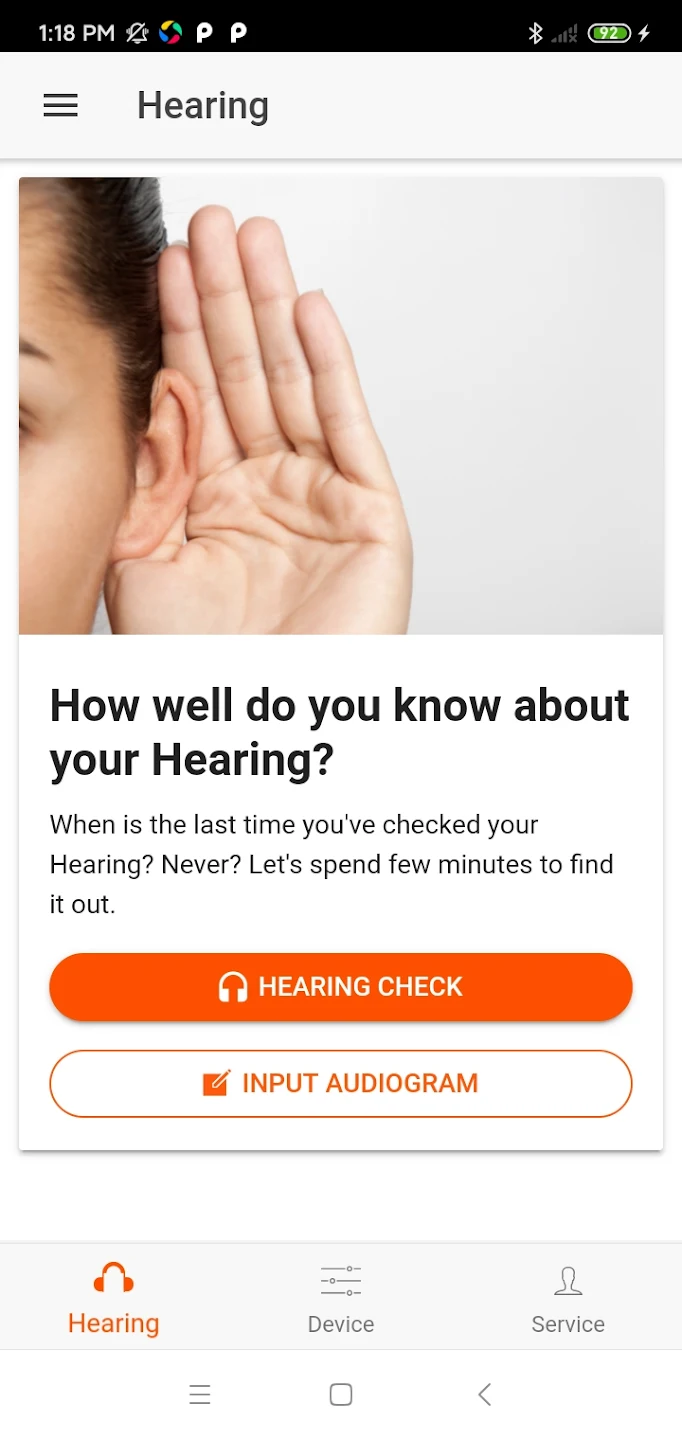 1:18 PM
92
Hearing
How well do you know about
your Hearing?
When is the last time you've checked your
Hearing? Never? Let's spend few minutes to find
it out.
HEARING CHECK
INPUT AUDIOGRAM
Hearing
Device
Service